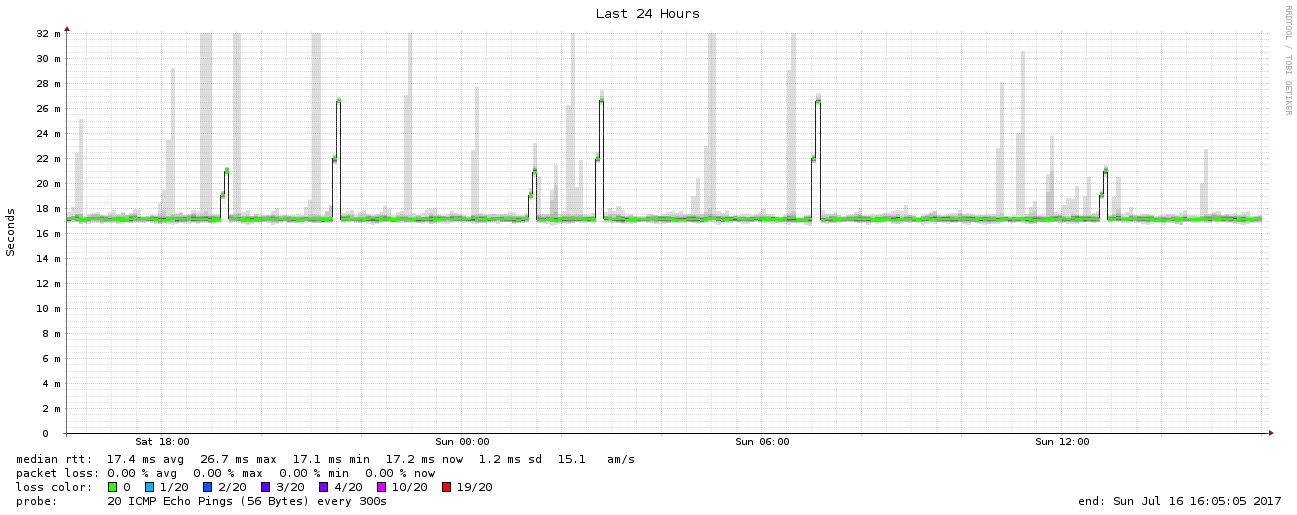 Last 24 Hours
RRDTOOL / TOBI OETIKER
Seconds
32 m
30 m
28 m
26 m
24 m
22 m
20 m
18 m
16 m
14 m
12 m
10 m
8 m
6 m
4 m
2 m
0
Sat 18:00 Sun 00:00 Sun 06:00 Sun 12:00
median rtt: 17.4 ms avg 26.7 ms max 17.1 ms min 17.2 ms now 1.2 ms sd 15.1 am/s
packet loss: 0.00 % avg 0.00 % max 0.00 % min 0.00 % now
loss color: 0 1/20 2/20 3/20 4/20 10/20 19/20
probe: 20 ICMP Echo Pings (56 Bytes) every 300s end: Sun Jul 16 16:05:05 2017